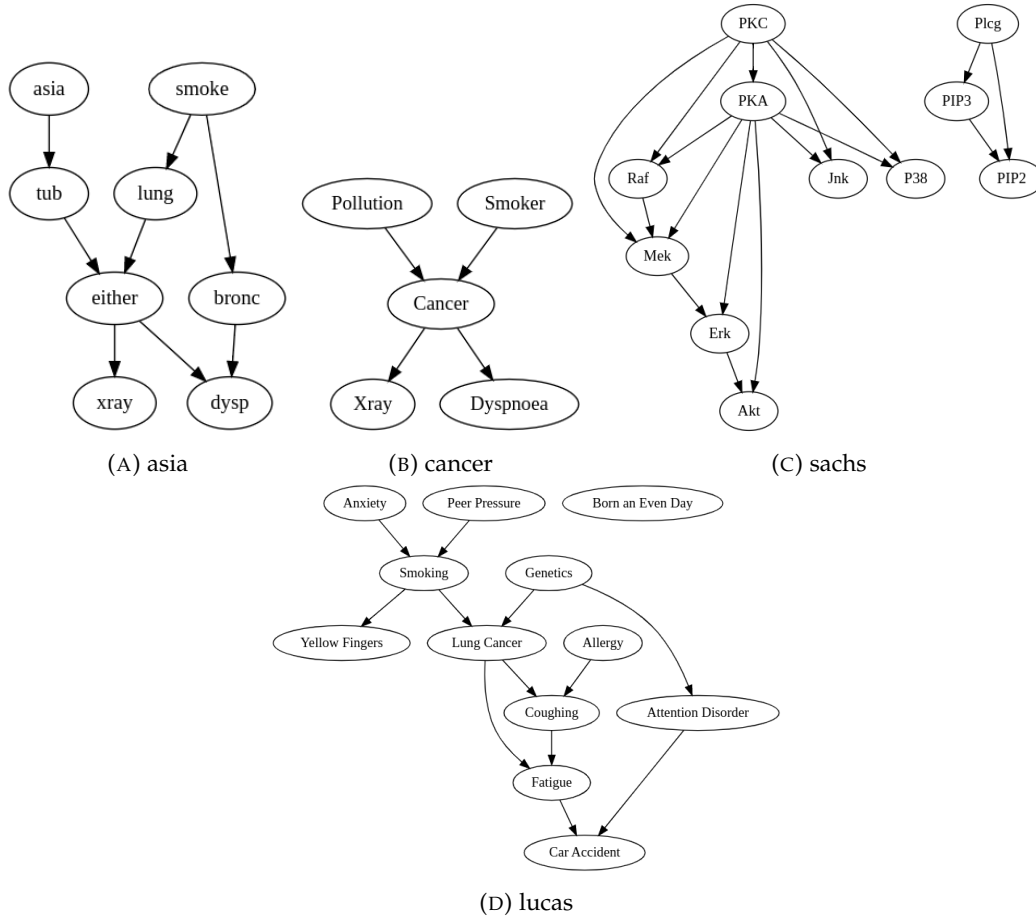 asia
smoke
tub
lung
either
bronc
xray
dysp
(A) asia
Pollution
Smoker
Cancer
Xray
Dyspnoea
(B) cancer
PKC
Plcg
PKA
PIP3
Raf
Jnk
P38
PIP2
Mek
Erk
Akt
(C) sachs
Anxiety
Peer Pressure
Born an Even Day
Smoking
Genetics
Yellow Fingers
Lung Cancer
Allergy
Coughing
Attention Disorder
Fatigue
Car Accident
(D) lucas